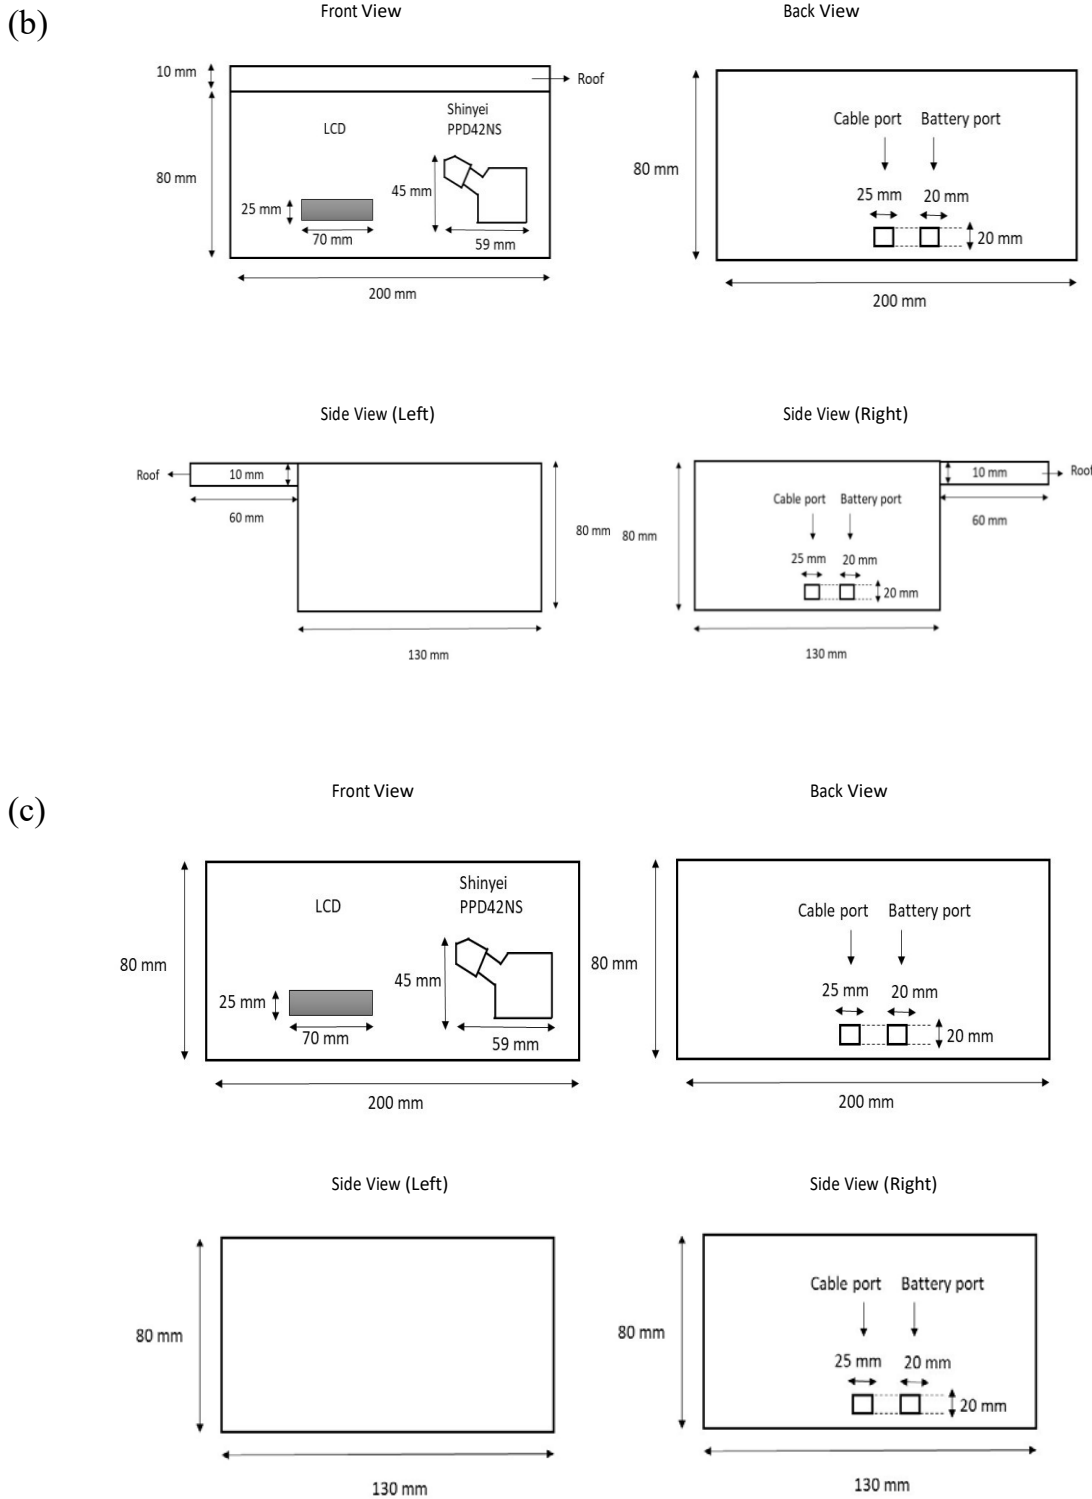 (b)
Front View
Back View
10 mm
Roof
Shinyei
PPD42NS
LCD
80 mm
45 mm
25 mm
70 mm
59 mm
200 mm
Cable port
Battery port
80 mm
25 mm
20 mm
20 mm
200 mm
Side View (Left)
Side View (Right)
Roof
10 mm
60 mm
80 mm
130 mm
80 mm
Cable port
Battery port
25 mm
20 mm
20 mm
10 mm
Roof
60 mm
130 mm
(c)
Front View
Back View
Shinyei
PPD42NS
LCD
80 mm
45 mm
25 mm
70 mm
59 mm
200 mm
Cable port
Battery port
80 mm
25 mm
20 mm
20 mm
200 mm
Side View (Left)
Side View (Right)
80 mm
130 mm
Cable port
Battery port
80 mm
25 mm
20 mm
20 mm
130 mm